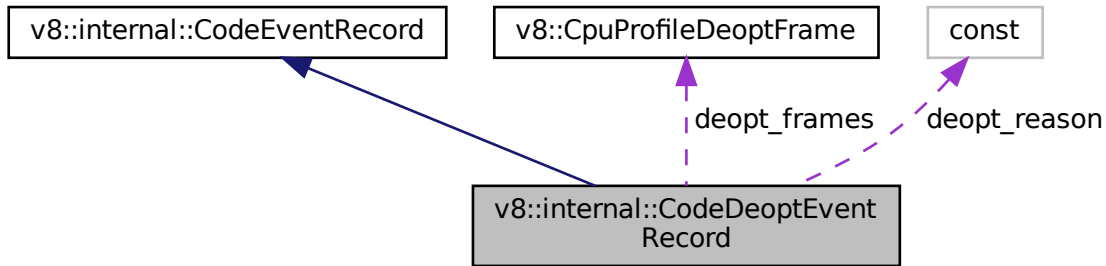 v8::internal::CodeEventRecord
v8::CpuProfileDeoptFrame
const
deopt_frames
deopt_reason
v8::internal::CodeDeoptEvent
Record